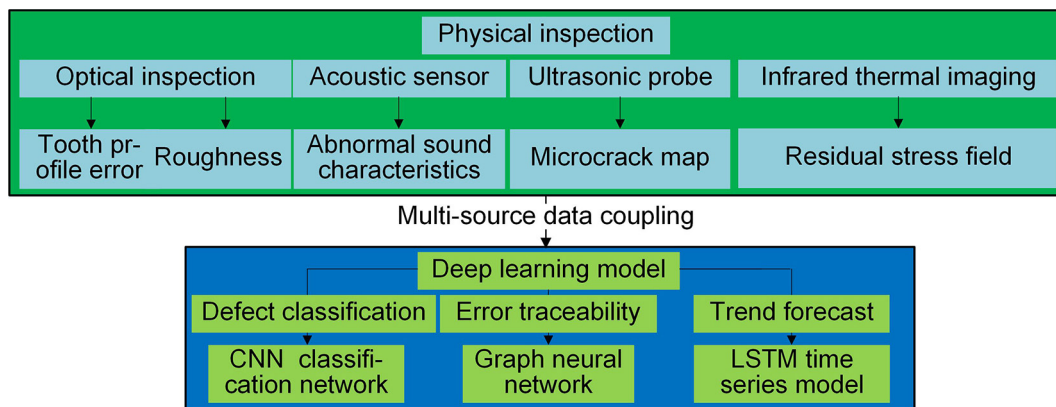 Physical inspection
Optical inspection
Acoustic sensor
Ultrasonic probe
Infrared thermal imaging
Tooth pr-
ofile error
Roughness
Abnormal sound
characteristics
Microcrack map
Residual stress field
Multi-source data coupling
Deep learning model
Defect classification
Error traceability
Trend forecast
CNN classifi-
cation network
Graph neural
network
LSTM time
series model